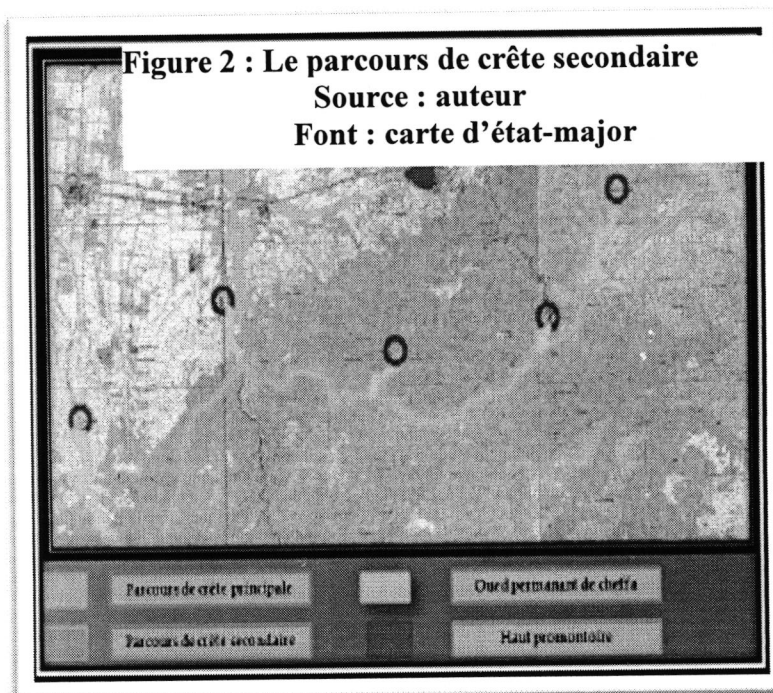 Figure 2 : Le parcours de crête secondaire
Source : auteur
Font : carte d'état-major
Parcours de crête principale
Oued permanant de cheffa
Parcours de crête secondaire
Haut promontoire